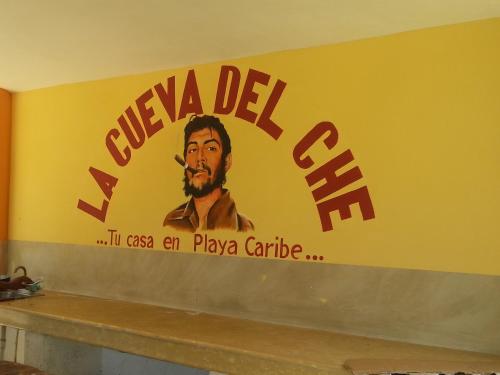 LA CUEVA DEL CHE
...Tu casa en Playa Caribe...